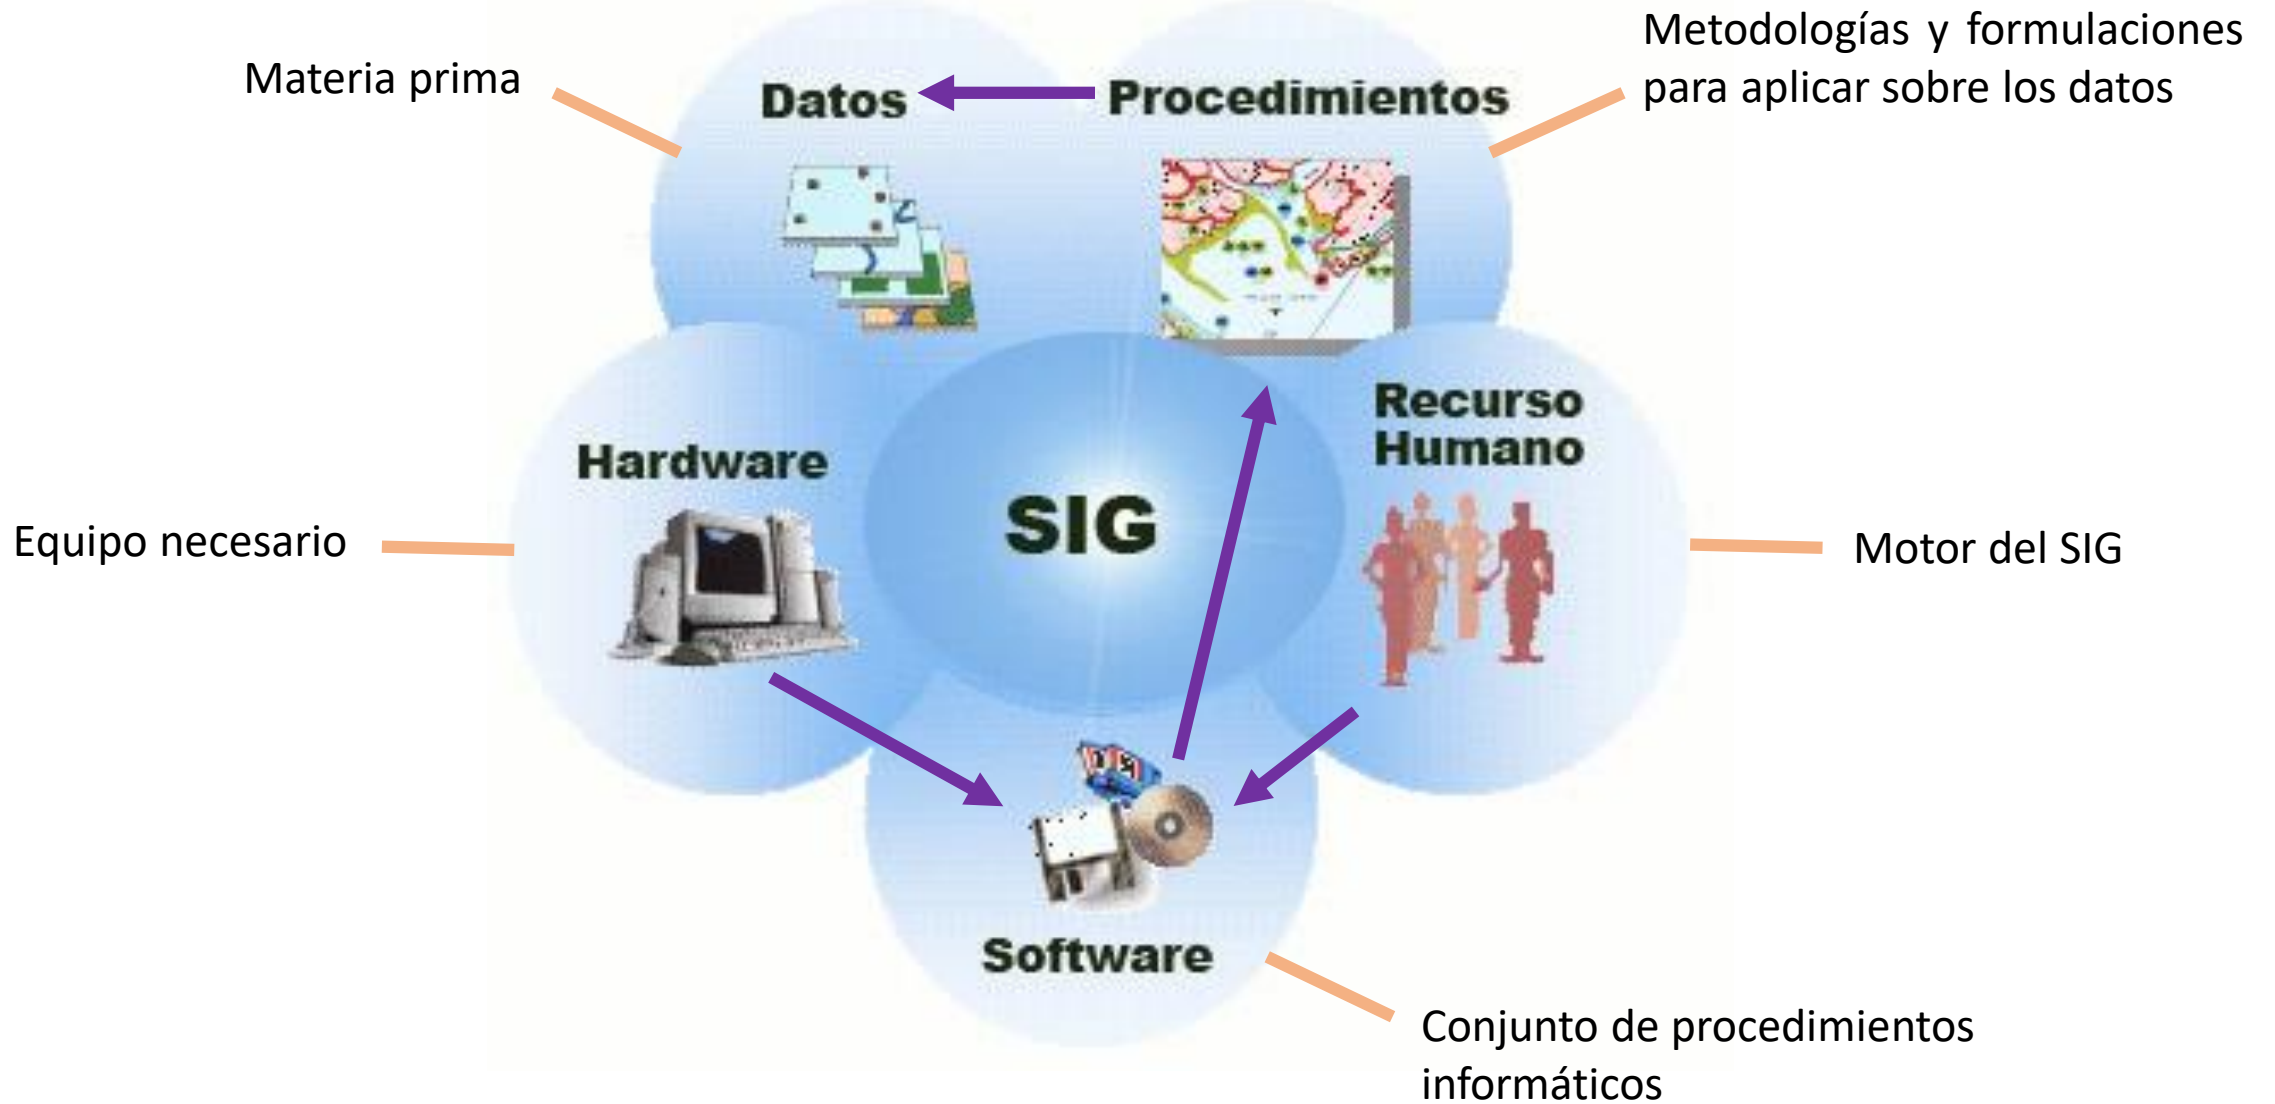 Materia prima
Metodologías y formulaciones
para aplicar sobre los datos
Datos
Procedimientos
Hardware
SIG
Recurso
Humano
Equipo necesario
Motor del SIG
Software
Conjunto de procedimientos
informáticos